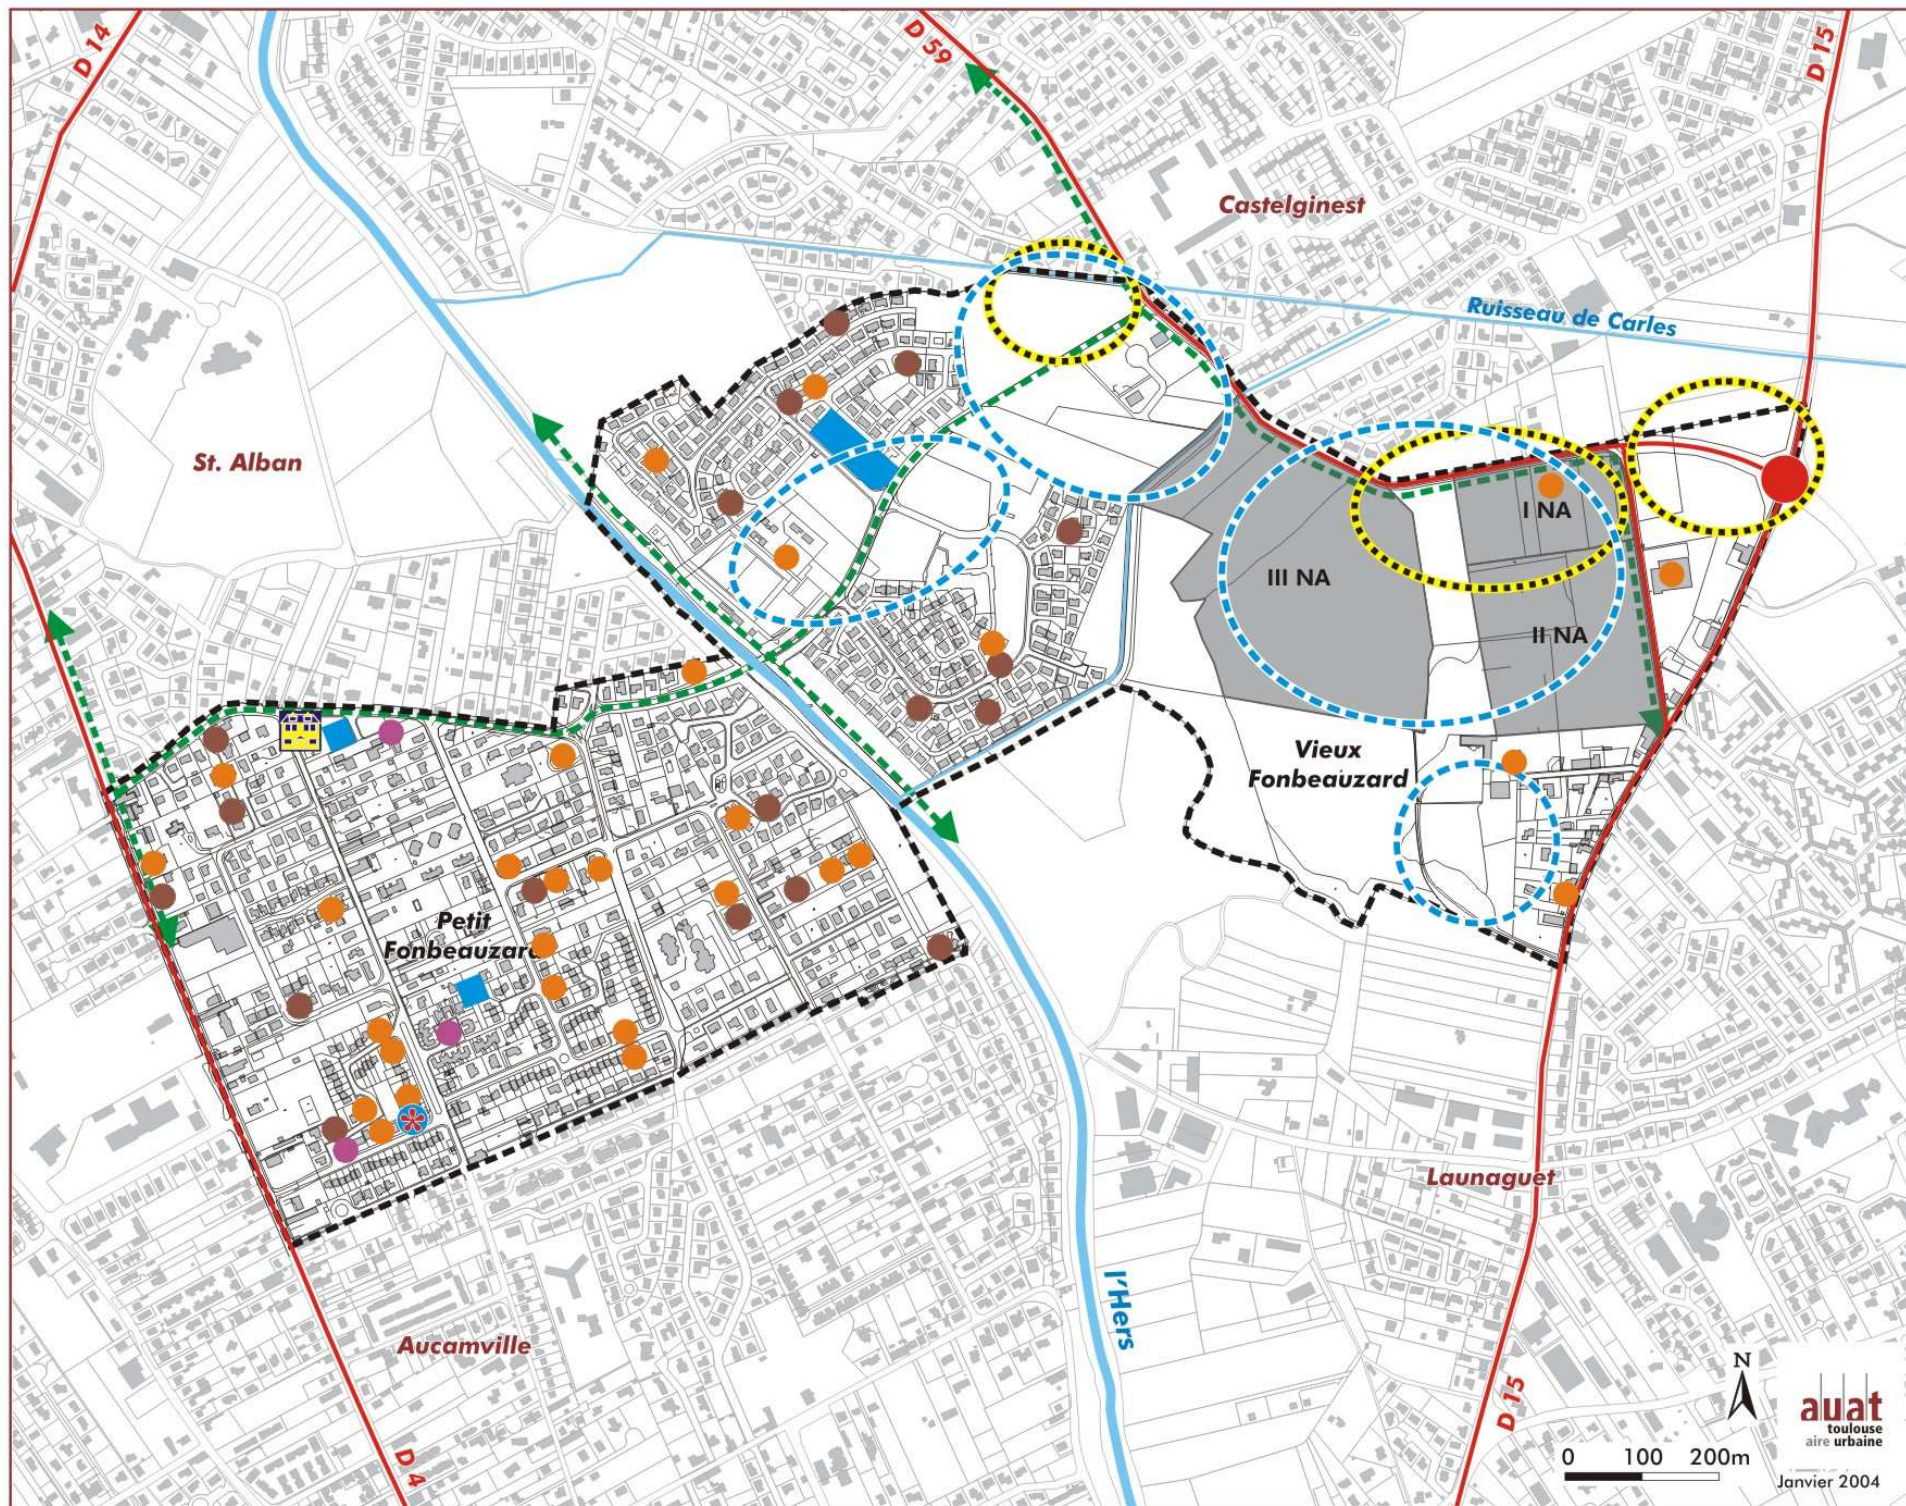 D 14
D 59
D 15
Castelginest
Ruisseau de Carles
St. Alban
I NA
III NA
II NA
Vieux
Fonbeauzard
Petit
Fonbeauzard
Launaguet
l'Hers
Aucamville
D 4
D 15
N
0 100 200m
auat
toulouse
aire urbaine
Janvier 2004